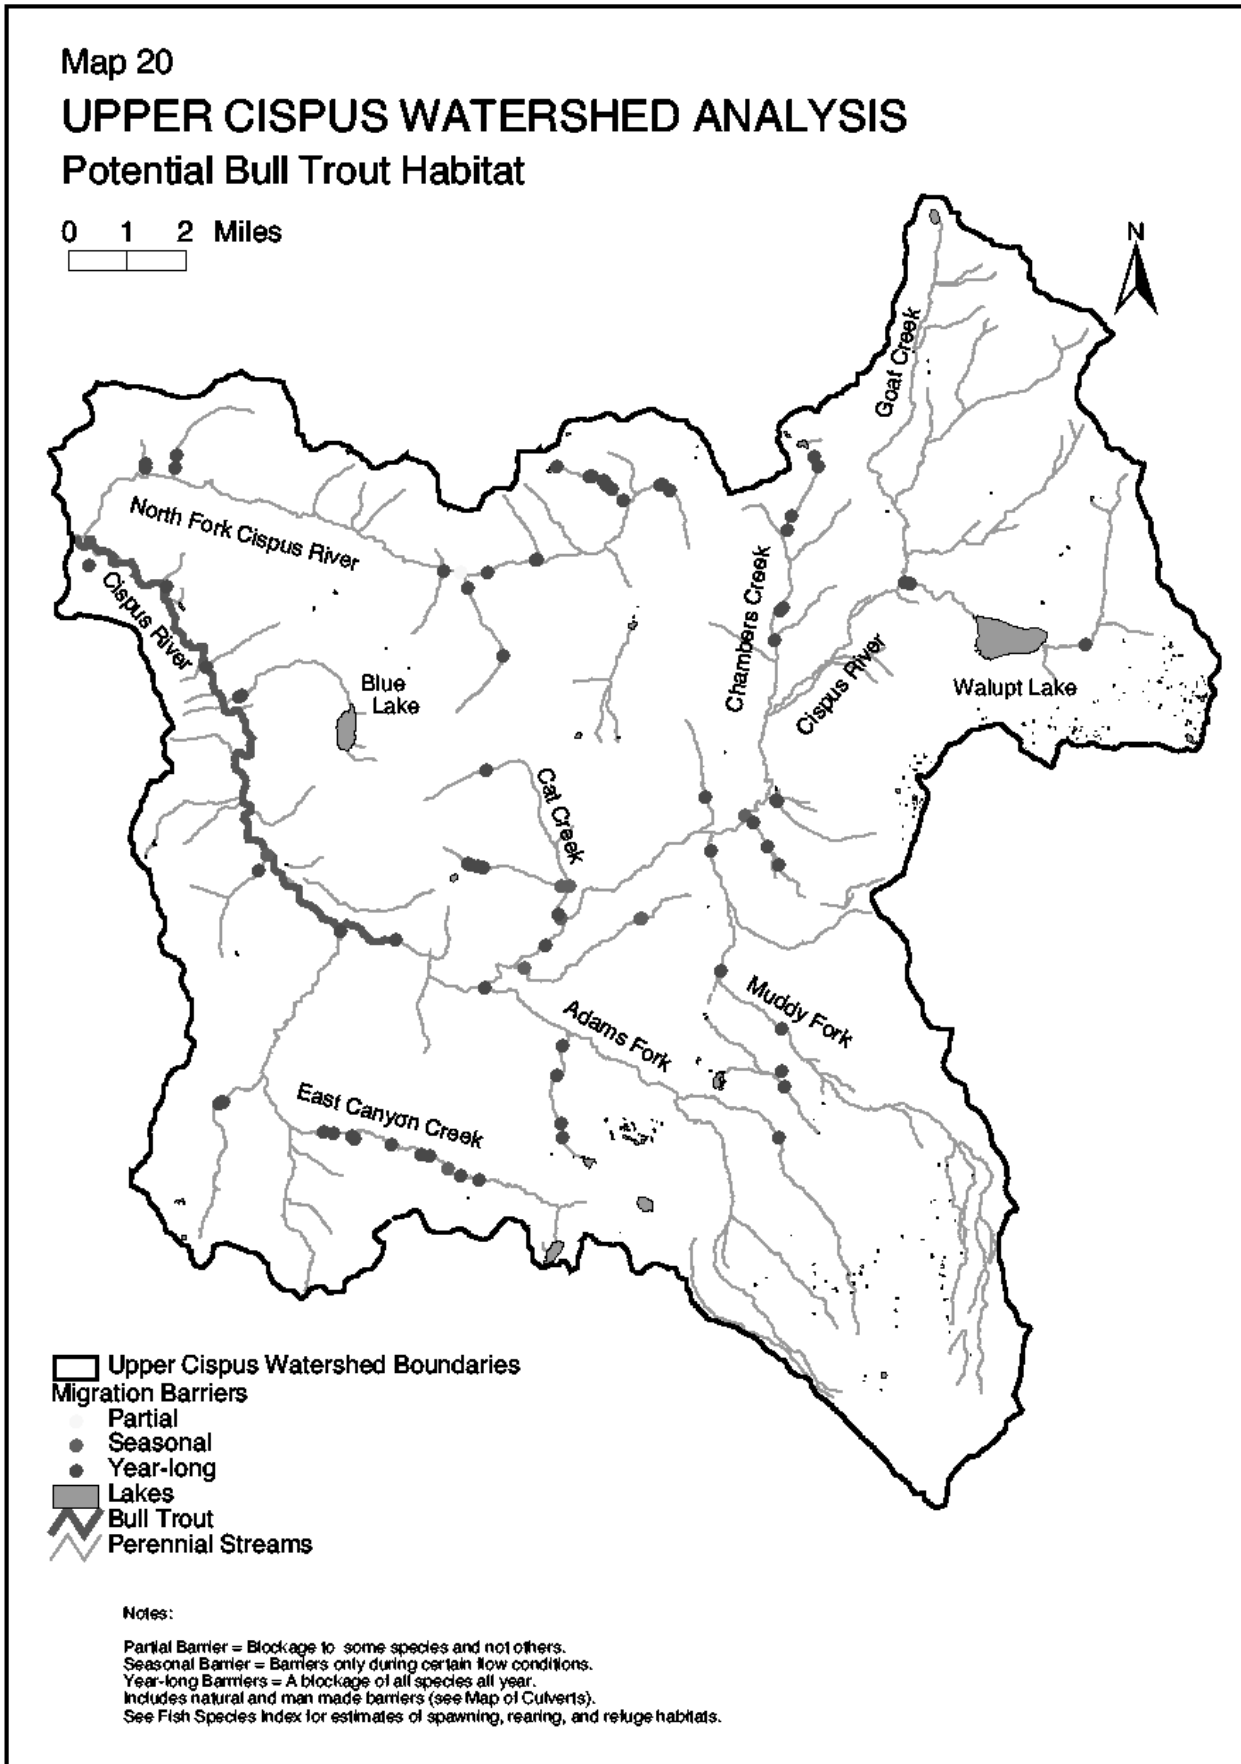 Map 20
UPPER CISPUS WATERSHED ANALYSIS
Potential Bull Trout Habitat
0 1 2 Miles
N
Goat Creek
North Fork Cispus River
Cispus River
Chambers Creek
Cispus River
Blue
Lake
Walupt Lake
Cat Creek
Muddy Fork
Adams Fork
East Canyon Creek
Upper Cispus Watershed Boundaries
Migration Barriers
Partial
Seasonal
Year-long
Lakes
Bull Trout
Perennial Streams
Notes:
Partial Barrier = Blockage to some species and not others.
Seasonal Barrier = Barriers only during certain flow conditions.
Year-long Barrriers = A blockage of all species all year.
Includes natural and man made barriers (see Map of Culverts).
See Fish Species Index for estimates of spawning, rearing, and refuge habitats.